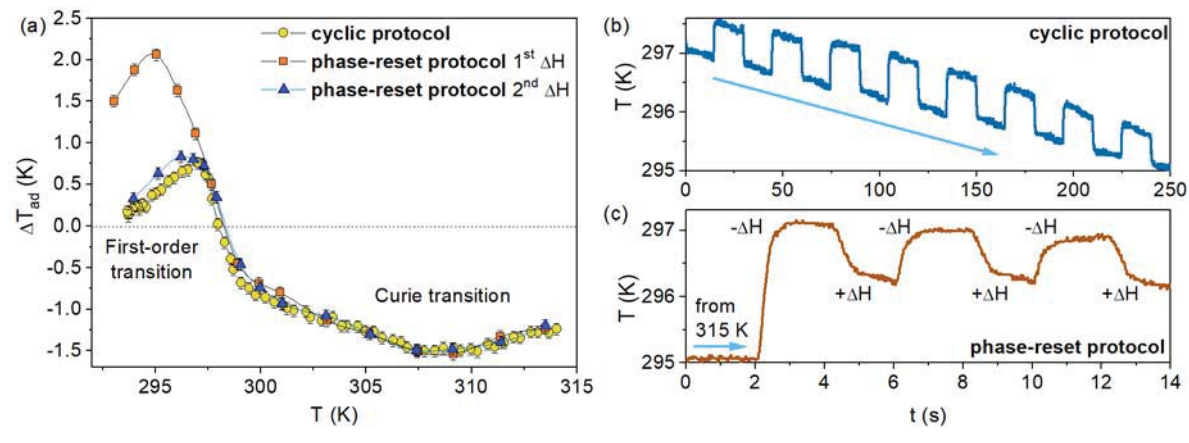 (a)
2.5
2.0
1.5
1.0
0.5
0.0
-0.5
-1.0
-1.5
ΔT_ad (K)
cyclic protocol
phase-reset protocol 1st ΔH
phase-reset protocol 2nd ΔH
First-order
transition
Curie transition
295 300 305 310 315
T (K)
(b)
cyclic protocol
297
296
295
T (K)
0 50 100 150 200 250
(c)
297
296
295
T (K)
-ΔH -ΔH -ΔH
+ΔH +ΔH +ΔH
from
315 K
phase-reset protocol
0 2 4 6 8 10 12 14
t (s)